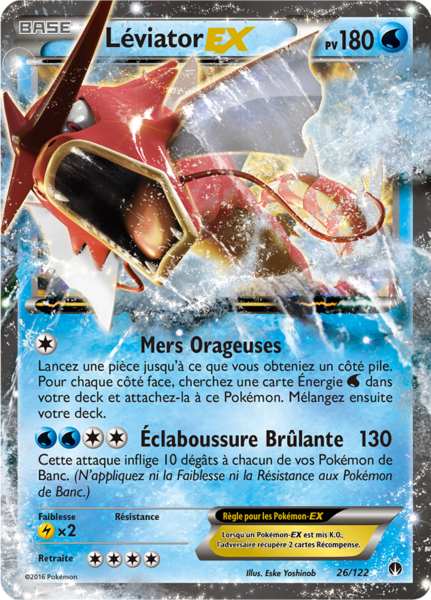 BASE
Léviator EX
PV 180
Mers Orageuses
Lancez une pièce jusqu'à ce que vous obteniez un côté pile.
Pour chaque côté face, cherchez une carte Énergie dans
votre deck et attachez-la à ce Pokémon. Mélangez ensuite
votre deck.
Éclaboussure Brûlante 130
Cette attaque inflige 10 dégâts à chacun de vos Pokémon de
Banc. (N'appliquez ni la Faiblesse ni la Résistance aux Pokémon
de Banc.)
Faiblesse Résistance
×2
Règle pour les Pokémon-EX
Lorsqu'un Pokémon-EX est mis K.O.,
l'adversaire récupère 2 cartes Récompense.
Retraite
©2016 Pokémon
Illus. Eske Yoshinob
26/122